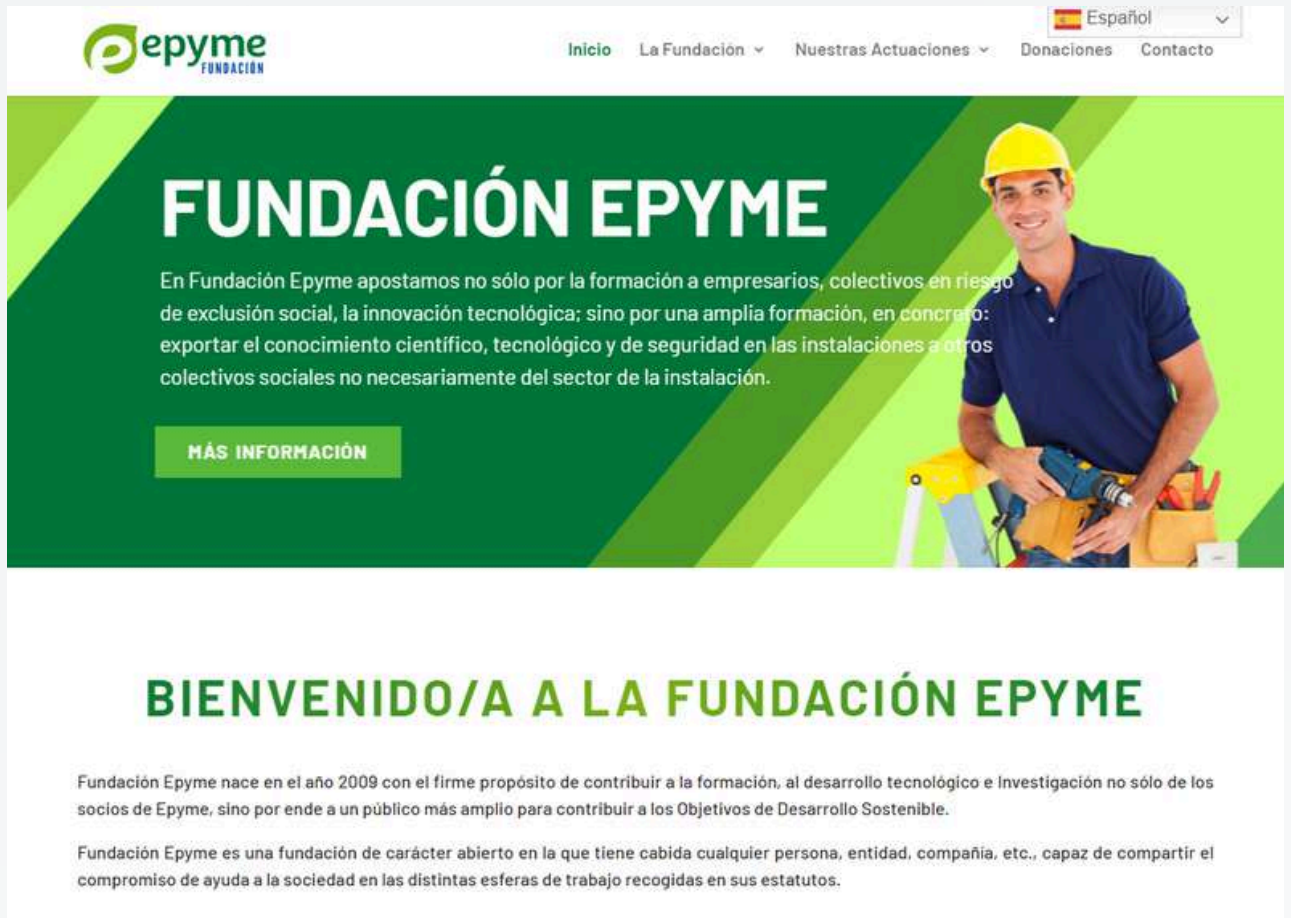 epyme
FUNDACIÓN
Español
Inicio La Fundación Nuestras Actuaciones Donaciones Contacto
FUNDACIÓN EPYME
En Fundación Epyme apostamos no sólo por la formación a empresarios, colectivos en riesgo
de exclusión social, la innovación tecnológica; sino por una amplia formación, en concreto:
exportar el conocimiento científico, tecnológico y de seguridad en las instalaciones a otros
colectivos sociales no necesariamente del sector de la instalación.
MÁS INFORMACIÓN
BIENVENIDO/A A LA FUNDACIÓN EPYME
Fundación Epyme nace en el año 2009 con el firme propósito de contribuir a la formación, al desarrollo tecnológico e Investigación no sólo de los
socios de Epyme, sino por ende a un público más amplio para contribuir a los Objetivos de Desarrollo Sostenible.
Fundación Epyme es una fundación de carácter abierto en la que tiene cabida cualquier persona, entidad, compañía, etc., capaz de compartir el
compromiso de ayuda a la sociedad en las distintas esferas de trabajo recogidas en sus estatutos.